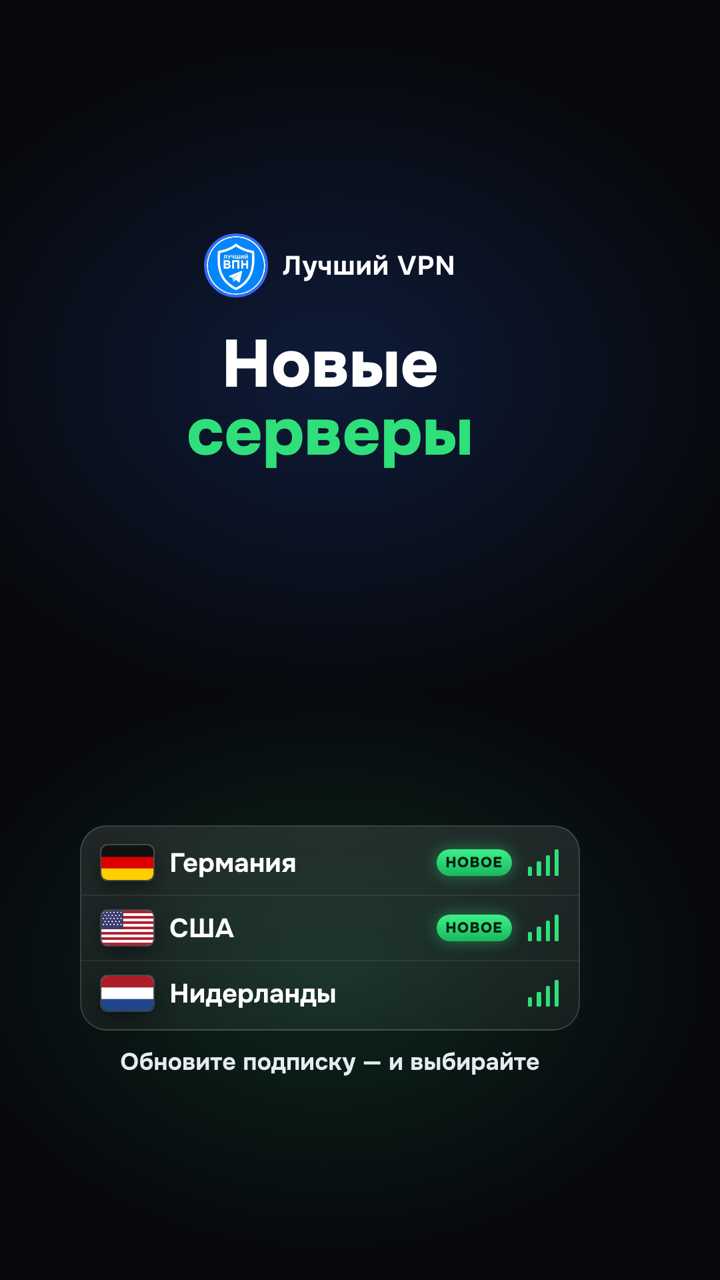 ЛУЧШИЙ
ВПН
Лучший VPN
Новые
серверы
Германия НОВОЕ
США НОВОЕ
Нидерланды
Обновите подписку — и выбирайте